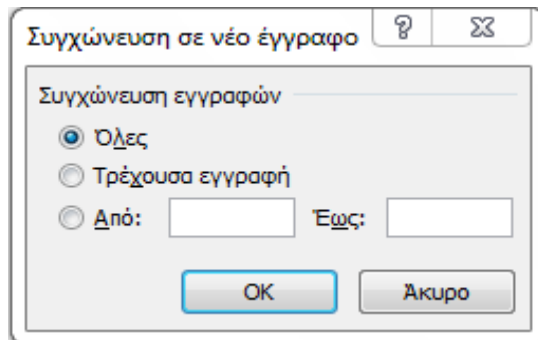 Συγχώνευση σε νέο έγγραφο
Συγχώνευση εγγραφών
Όλες
Τρέχουσα εγγραφή
Από: Έως:
OK Άκυρο